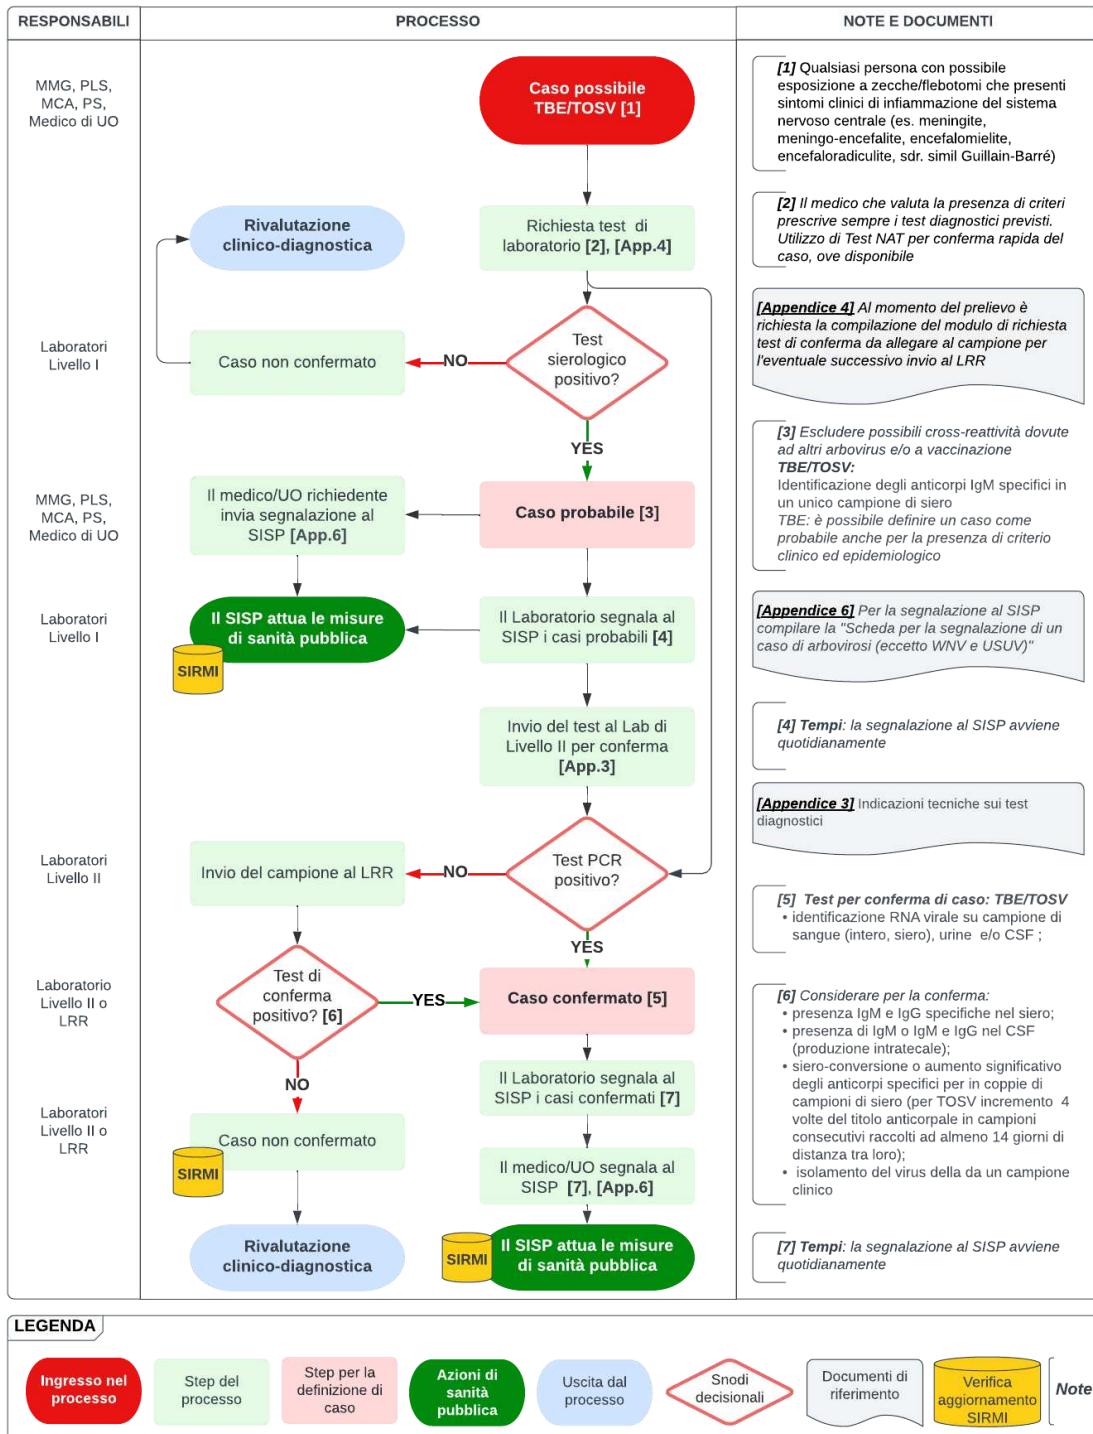 RESPONSABILI
PROCESSO
NOTE E DOCUMENTI
MMG, PLS,
MCA, PS,
Medico di UO
Caso possibile
TBE/TOSV [1]
[1] Qualsiasi persona con possibile
esposizione a zecche/flebotomi che presenti
sintomi clinici di infiammazione del sistema
nervoso centrale (es. meningite,
meningo-encefalite, encefalomielite,
encefaloradiculite, sdr. simil Guillain-Barré)
Rivalutazione
clinico-diagnostica
Richiesta test di
laboratorio [2], [App.4]
[2] Il medico che valuta la presenza di criteri
prescrive sempre i test diagnostici previsti.
Utilizzo di Test NAT per conferma rapida del
caso, ove disponibile
Laboratori
Livello I
Caso non confermato
NO
Test
sierologico
positivo?
[Appendice 4] Al momento del prelievo è
richiesta la compilazione del modulo di richiesta
test di conferma da allegare al campione per
l'eventuale successivo invio al LRR
YES
MMG, PLS,
MCA, PS,
Medico di UO
Il medico/UO richiedente
invia segnalazione al
SISP [App.6]
Caso probabile [3]
[3] Escludere possibili cross-reattività dovute
ad altri arbovirus e/o a vaccinazione
TBE/TOSV:
Identificazione degli anticorpi IgM specifici in
un unico campione di siero
TBE: è possibile definire un caso come
probabile anche per la presenza di criterio
clinico ed epidemiologico
Laboratori
Livello I
Il SISP attua le misure
di sanità pubblica
SIRMI
Il Laboratorio segnala al
SISP i casi probabili [4]
[Appendice 6] Per la segnalazione al SISP
compilare la "Scheda per la segnalazione di un
caso di arbovirosi (eccetto WNV e USUV)"
Invio del test al Lab di
Livello II per conferma
[App.3]
[4] Tempi: la segnalazione al SISP avviene
quotidianamente
[Appendice 3] Indicazioni tecniche sui test
diagnostici
Laboratori
Livello II
Invio del campione al LRR
NO
Test PCR
positivo?
YES
[5] Test per conferma di caso: TBE/TOSV
• identificazione RNA virale su campione di
sangue (intero, siero), urine e/o CSF ;
Laboratorio
Livello II o
LRR
Test di
conferma
positivo? [6]
YES
Caso confermato [5]
[6] Considerare per la conferma:
• presenza IgM e IgG specifiche nel siero;
• presenza di IgM o IgM e IgG nel CSF
(produzione intratecale);
• siero-conversione o aumento significativo
degli anticorpi specifici per in coppie di
campioni di siero (per TOSV incremento 4
volte del titolo anticorpale in campioni
consecutivi raccolti ad almeno 14 giorni di
distanza tra loro);
• isolamento del virus della da un campione
clinico
NO
Il Laboratorio segnala al
SISP i casi confermati [7]
Laboratori
Livello II o
LRR
Caso non confermato
SIRMI
Il medico/UO segnala al
SISP [7], [App.6]
Rivalutazione
clinico-diagnostica
SIRMI
Il SISP attua le misure
di sanità pubblica
[7] Tempi: la segnalazione al SISP avviene
quotidianamente
LEGENDA
Ingresso nel
processo
Step del
processo
Step per la
definizione di
caso
Azioni di
sanità
pubblica
Uscita dal
processo
Snodi
decisionali
Documenti di
riferimento
Verifica
aggiornamento
SIRMI
Note